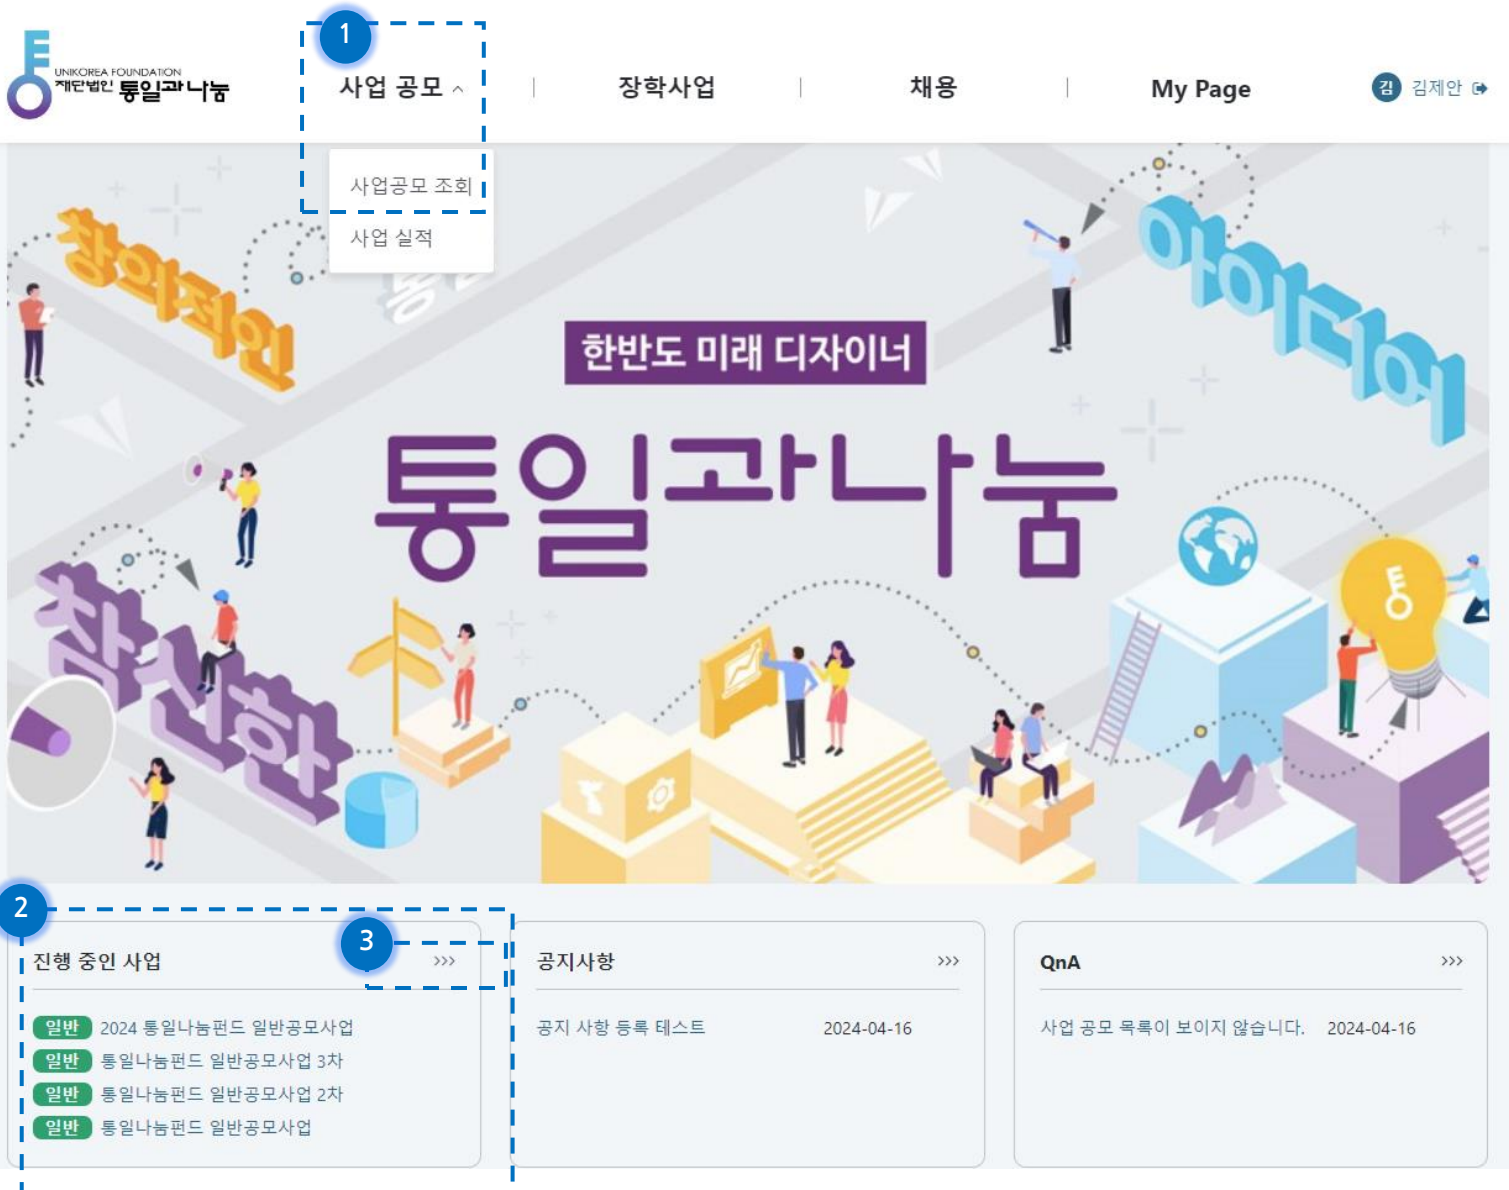 1
UNIKOREA FOUNDATION
재단법인 통일과나눔
사업 공모
장학사업
채용
My Page
김 김제안
사업공모 조회
사업 실적
창의적인
아이디어
한반도 미래 디자이너
통일과나눔
참신한
2
3
진행 중인 사업 >>>
일반 2024 통일나눔펀드 일반공모사업
일반 통일나눔펀드 일반공모사업 3차
일반 통일나눔펀드 일반공모사업 2차
일반 통일나눔펀드 일반공모사업
공지사항 >>>
공지 사항 등록 테스트 2024-04-16
QnA >>>
사업 공모 목록이 보이지 않습니다. 2024-04-16